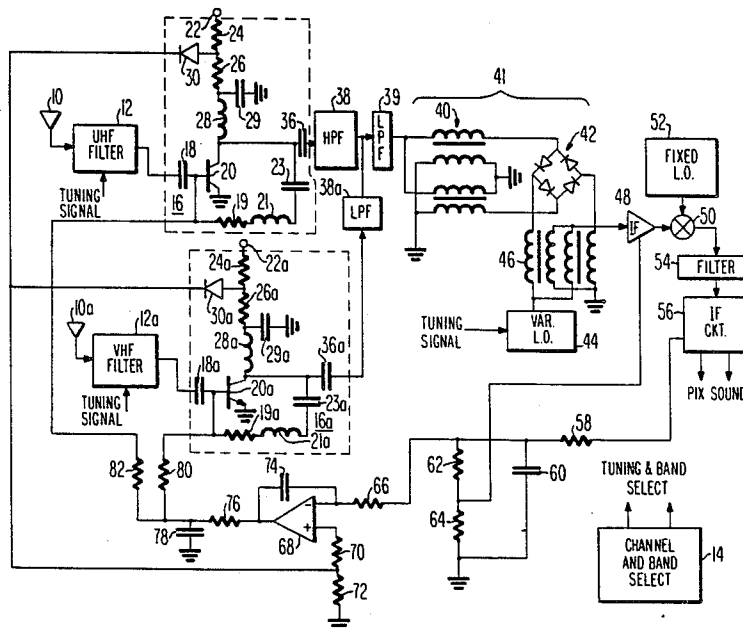 22
24
30
26
28
29
10
12
UHF
FILTER
18
20
16
TUNING
SIGNAL
19
21
23
36
38
HPF
39
LPF
41
40
42
38a
LPF
52
FIXED
L.O.
48
IF
50
54
FILTER
46
56
IF
CKT.
TUNING
SIGNAL
VAR.
L.O.
44
PIX SOUND
22a
24a
30a
26a
28a
29a
36a
10a
12a
VHF
FILTER
18a
20a
23a
TUNING
SIGNAL
19a
16a
21a
82
80
74
66
62
60
58
TUNING & BAND
SELECT
76
78
68
-
+
64
70
72
CHANNEL
AND BAND
SELECT
14